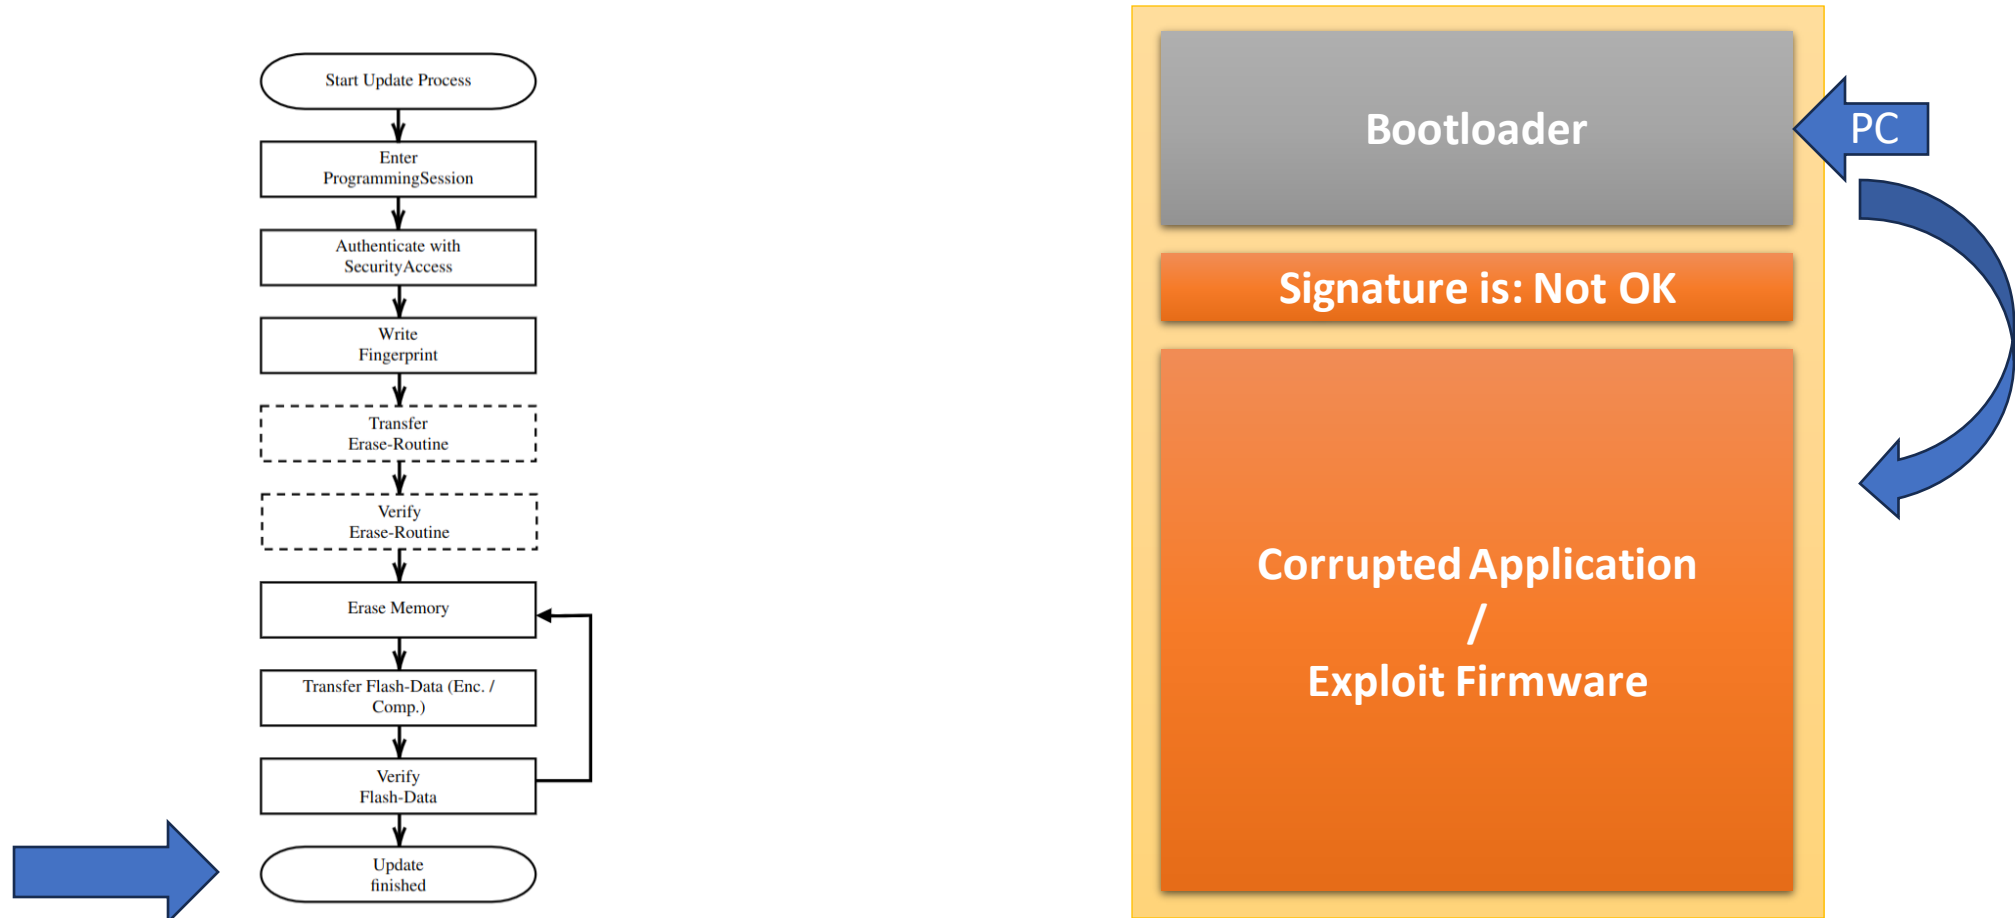 Start Update Process
Enter
ProgrammingSession
Authenticate with
SecurityAccess
Write
Fingerprint
Transfer
Erase-Routine
Verify
Erase-Routine
Erase Memory
Transfer Flash-Data (Enc. /
Comp.)
Verify
Flash-Data
Update
finished
Bootloader
PC
Signature is: Not OK
Corrupted Application
/
Exploit Firmware